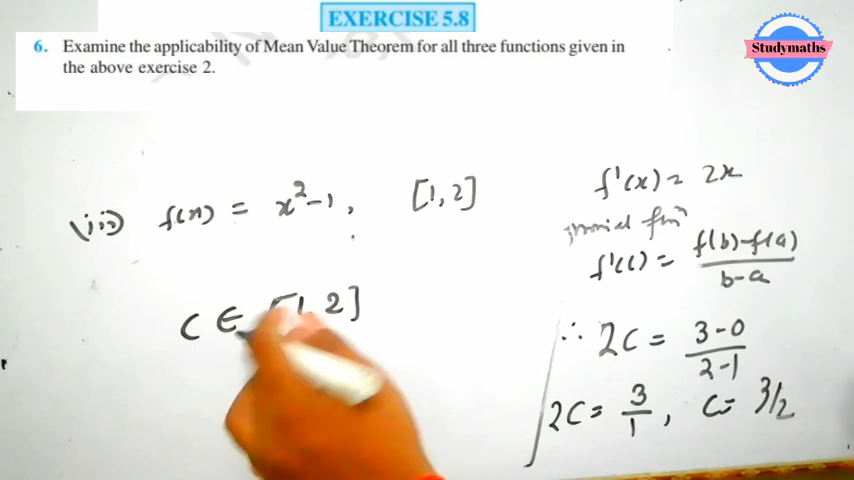 EXERCISE 5.8
6. Examine the applicability of Mean Value Theorem for all three functions given in
the above exercise 2.
Studymaths
(iii) f(x) = x²-1, [1, 2]
C ∈ [1, 2]
f'(x) = 2x
f'(c) = f(b)-f(a) / b-a
∴ 2C = 3-0 / 2-1
2C = 3/1, C = 3/2